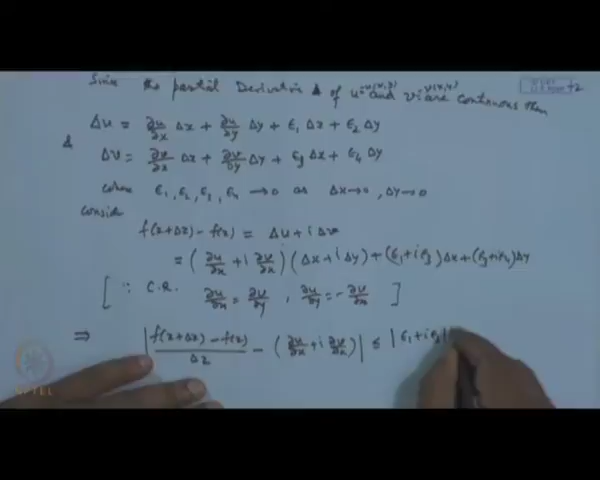 Since the partial Derivatives of u=u(x,y) and v=v(x,y) are continuous then
Δu = ∂u/∂x Δx + ∂u/∂y Δy + ε₁ Δx + ε₂ Δy
& Δv = ∂v/∂x Δx + ∂v/∂y Δy + ε₃ Δx + ε₄ Δy
where ε₁, ε₂, ε₃, ε₄ → 0 as Δx→0, Δy→0
Consider
f(z+Δz) - f(z) = Δu + i Δv
= (∂u/∂x + i ∂v/∂x)(Δx + i Δy) + (ε₁+iε₃)Δx + (ε₂+iε₄)Δy
[ ∵ C.R. ∂u/∂x = ∂v/∂y , ∂u/∂y = -∂v/∂x ]
⇒ | f(z+Δz) - f(z) / Δz - (∂u/∂x + i ∂v/∂x) | ≤ | ε₁+iε₃ |
NPTEL